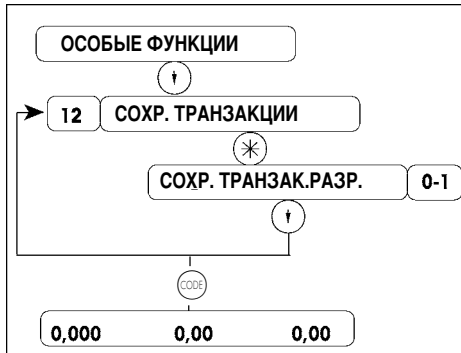 ОСОБЫЕ ФУНКЦИИ
12 СОХР. ТРАНЗАКЦИИ
СОХР. ТРАНЗАК.РАЗР. 0-1
CODE
0,000 0,00 0,00